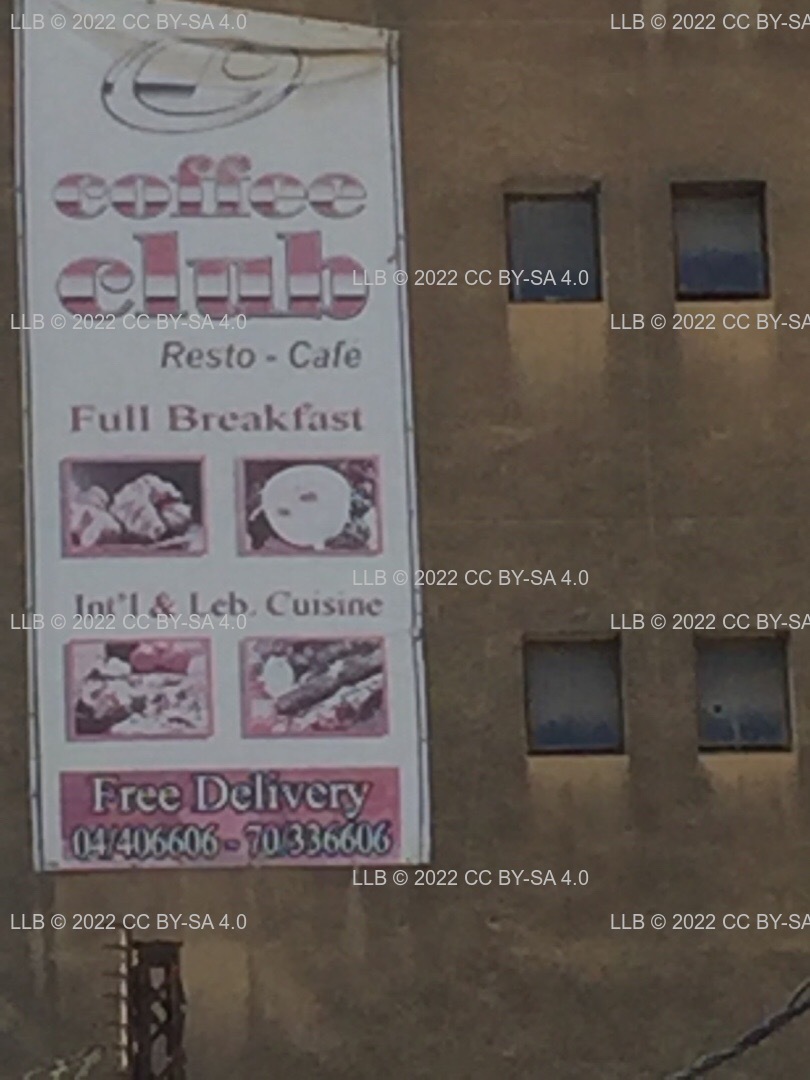 coffee
club
Resto - Cafe
Full Breakfast
Int'l & Leb. Cuisine
Free Delivery
04/406606 - 70/336606
LLB © 2022 CC BY-SA 4.0